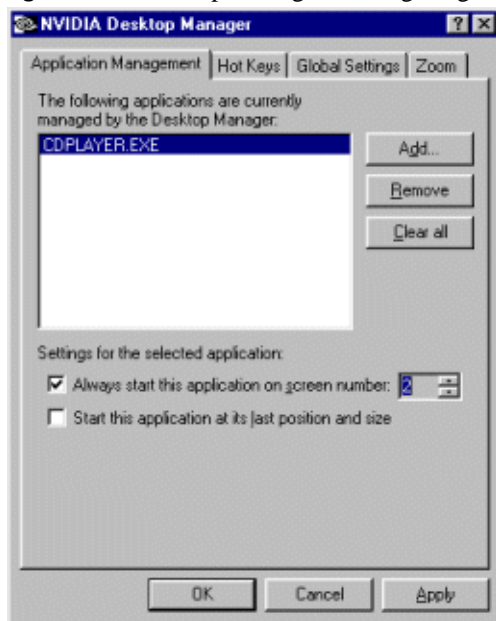 NVIDIA Desktop Manager
Application Management Hot Keys Global Settings Zoom
The following applications are currently
managed by the Desktop Manager:
CDPLAYER.EXE
Add...
Remove
Clear all
Settings for the selected application:
Always start this application on screen number: 2
Start this application at its last position and size
OK Cancel Apply